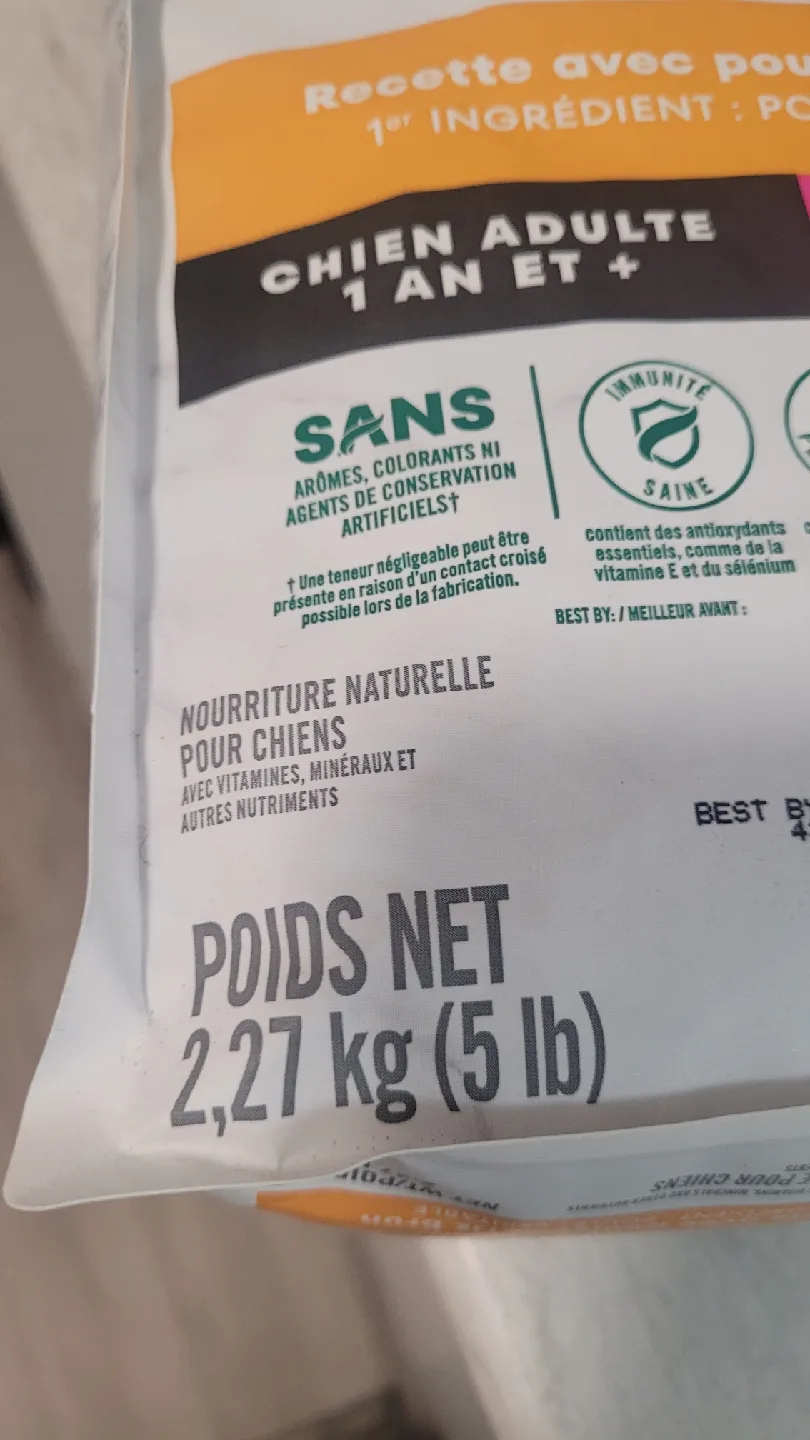 Recette avec
1er INGRÉDIENT :
CHIEN ADULTE
1 AN ET +
SANS
ARÔMES, COLORANTS NI
AGENTS DE CONSERVATION
ARTIFICIELS†
† Une teneur négligeable peut être
présente en raison d'un contact croisé
possible lors de la fabrication.
IMMUNITÉ
SAINE
contient des antioxydants
essentiels, comme de la
vitamine E et du sélénium
BEST BY: / MEILLEUR AVANT :
NOURRITURE NATURELLE
POUR CHIENS
AVEC VITAMINES, MINÉRAUX ET
AUTRES NUTRIMENTS
BEST
POIDS NET
2,27 kg (5 lb)
POUR CHIENS